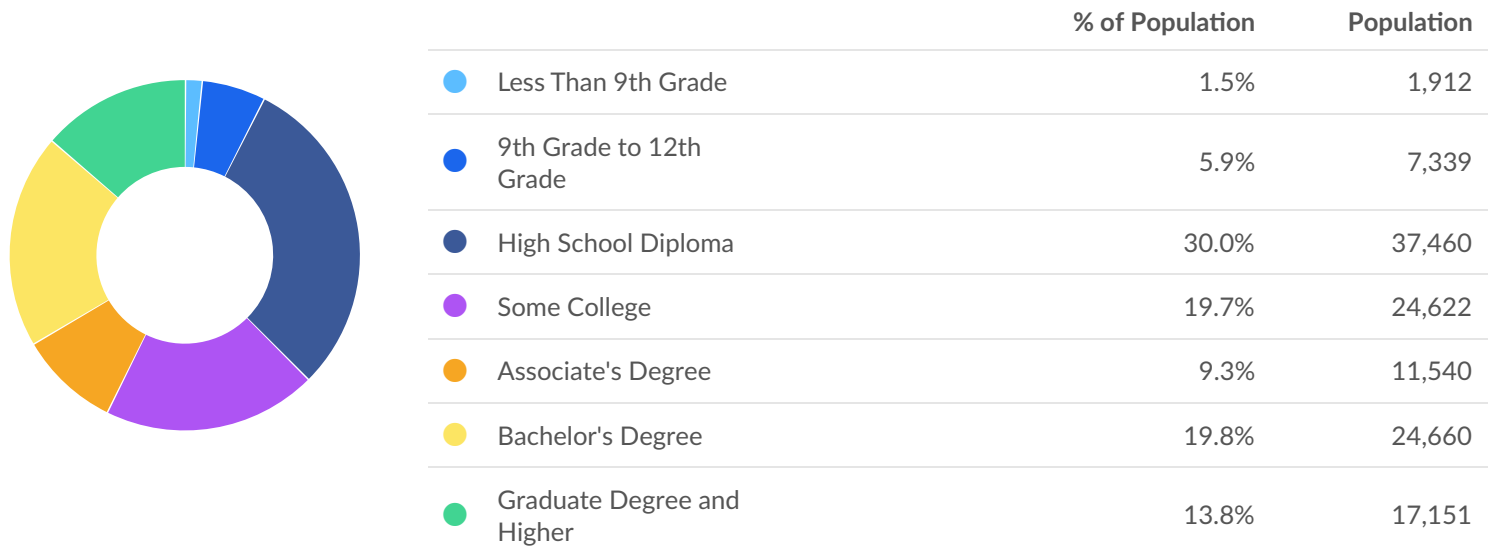 % of Population Population
Less Than 9th Grade 1.5% 1,912
9th Grade to 12th
Grade 5.9% 7,339
High School Diploma 30.0% 37,460
Some College 19.7% 24,622
Associate's Degree 9.3% 11,540
Bachelor's Degree 19.8% 24,660
Graduate Degree and
Higher 13.8% 17,151